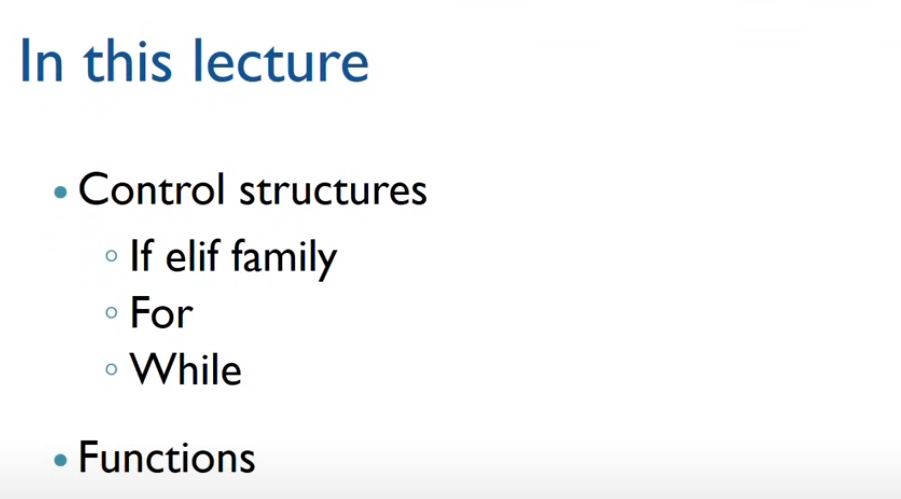 In this lecture
• Control structures
◦ If elif family
◦ For
◦ While
• Functions